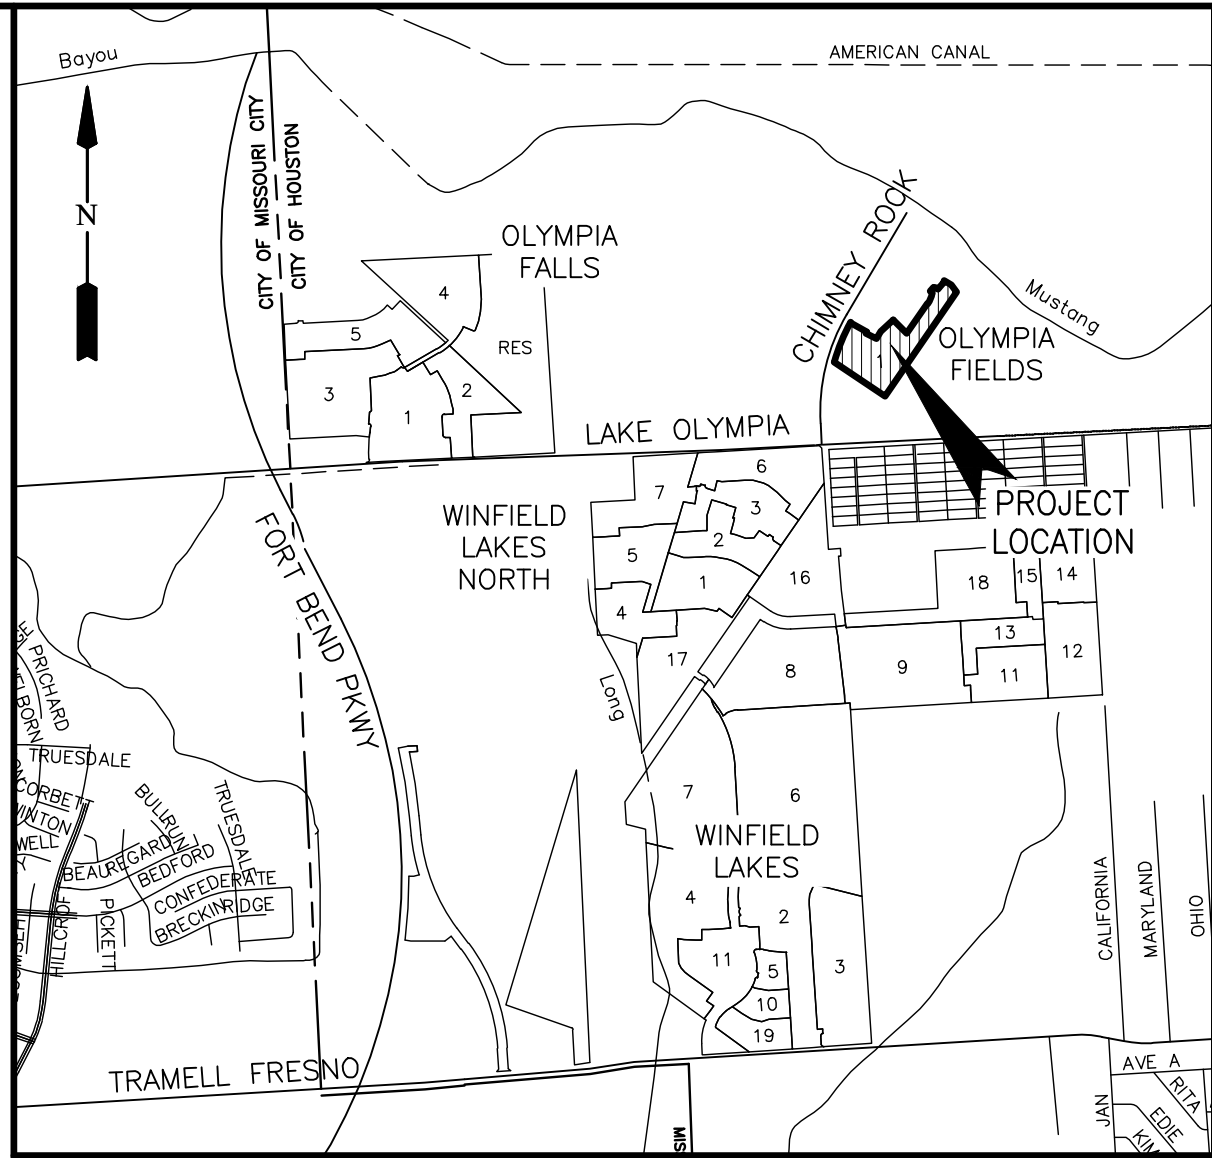 Bayou
AMERICAN CANAL
N
CITY OF MISSOURI CITY
CITY OF HOUSTON
OLYMPIA
FALLS
4
5
RES
3
2
1
CHIMNEY ROOK
Mustang
OLYMPIA
FIELDS
1
LAKE OLYMPIA
PROJECT
LOCATION
WINFIELD
LAKES
NORTH
6
7
3
2
5
1
4
16
18
15
14
13
12
17
8
9
11
FORT BEND PKWY
Long
PRICHARD
TRUESDALE
CORBETT
BULLRUN
TRUESDALE
BEAUREGARD
BEDFORD
CONFEDERATE
BRECKINRIDGE
PICKETT
HILLCROF
7
6
WINFIELD
LAKES
4
2
11
5
3
10
19
CALIFORNIA
MARYLAND
OHIO
TRAMELL FRESNO
AVE A
RITA
JAN
EDIE
KIM
MIS